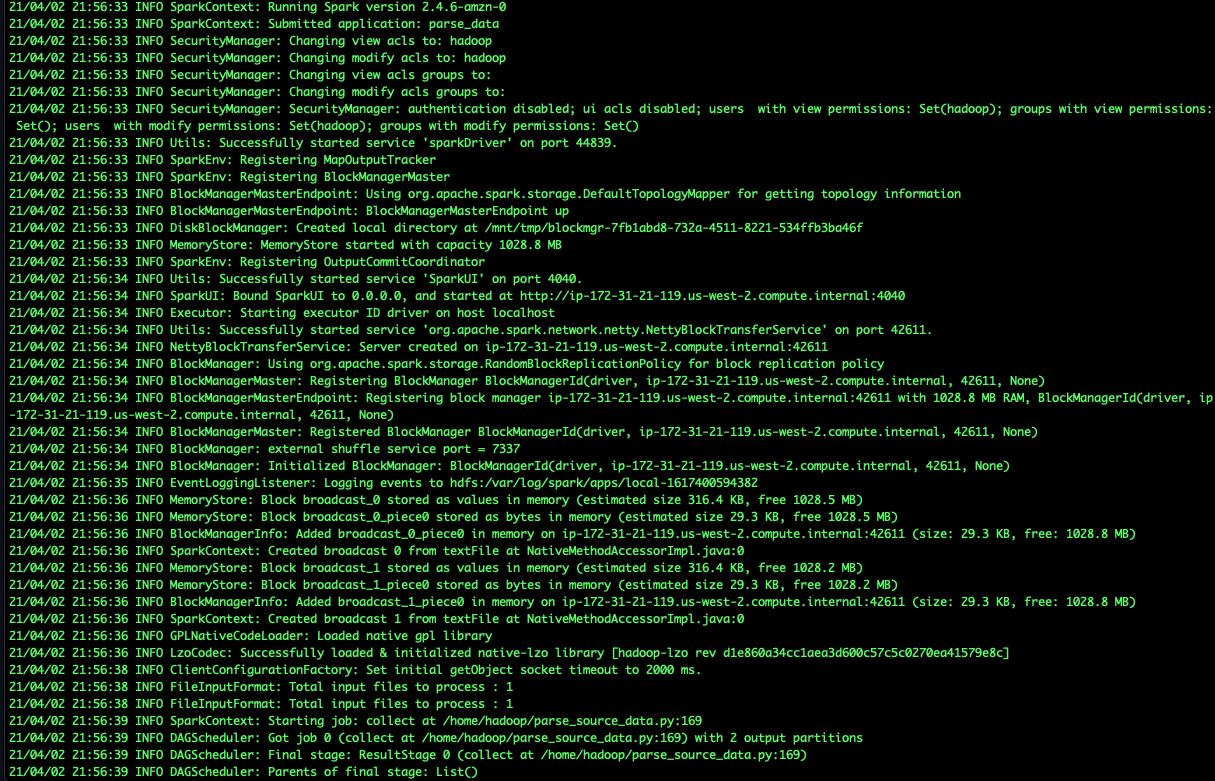 21/04/02 21:56:33 INFO SparkContext: Running Spark version 2.4.6-amzn-0
21/04/02 21:56:33 INFO SparkContext: Submitted application: parse_data
21/04/02 21:56:33 INFO SecurityManager: Changing view acls to: hadoop
21/04/02 21:56:33 INFO SecurityManager: Changing modify acls to: hadoop
21/04/02 21:56:33 INFO SecurityManager: Changing view acls groups to:
21/04/02 21:56:33 INFO SecurityManager: Changing modify acls groups to:
21/04/02 21:56:33 INFO SecurityManager: SecurityManager: authentication disabled; ui acls disabled; users  with view permissions: Set(hadoop); groups with view permissions:
 Set(); users  with modify permissions: Set(hadoop); groups with modify permissions: Set()
21/04/02 21:56:33 INFO Utils: Successfully started service 'sparkDriver' on port 44839.
21/04/02 21:56:33 INFO SparkEnv: Registering MapOutputTracker
21/04/02 21:56:33 INFO SparkEnv: Registering BlockManagerMaster
21/04/02 21:56:33 INFO BlockManagerMasterEndpoint: Using org.apache.spark.storage.DefaultTopologyMapper for getting topology information
21/04/02 21:56:33 INFO BlockManagerMasterEndpoint: BlockManagerMasterEndpoint up
21/04/02 21:56:33 INFO DiskBlockManager: Created local directory at /mnt/tmp/blockmgr-7fb1abd8-732a-4511-8221-534ffb3ba46f
21/04/02 21:56:33 INFO MemoryStore: MemoryStore started with capacity 1028.8 MB
21/04/02 21:56:33 INFO SparkEnv: Registering OutputCommitCoordinator
21/04/02 21:56:34 INFO Utils: Successfully started service 'SparkUI' on port 4040.
21/04/02 21:56:34 INFO SparkUI: Bound SparkUI to 0.0.0.0, and started at http://ip-172-31-21-119.us-west-2.compute.internal:4040
21/04/02 21:56:34 INFO Executor: Starting executor ID driver on host localhost
21/04/02 21:56:34 INFO Utils: Successfully started service 'org.apache.spark.network.netty.NettyBlockTransferService' on port 42611.
21/04/02 21:56:34 INFO NettyBlockTransferService: Server created on ip-172-31-21-119.us-west-2.compute.internal:42611
21/04/02 21:56:34 INFO BlockManager: Using org.apache.spark.storage.RandomBlockReplicationPolicy for block replication policy
21/04/02 21:56:34 INFO BlockManagerMaster: Registering BlockManager BlockManagerId(driver, ip-172-31-21-119.us-west-2.compute.internal, 42611, None)
21/04/02 21:56:34 INFO BlockManagerMasterEndpoint: Registering block manager ip-172-31-21-119.us-west-2.compute.internal:42611 with 1028.8 MB RAM, BlockManagerId(driver, ip
-172-31-21-119.us-west-2.compute.internal, 42611, None)
21/04/02 21:56:34 INFO BlockManagerMaster: Registered BlockManager BlockManagerId(driver, ip-172-31-21-119.us-west-2.compute.internal, 42611, None)
21/04/02 21:56:34 INFO BlockManager: external shuffle service port = 7337
21/04/02 21:56:34 INFO BlockManager: Initialized BlockManager: BlockManagerId(driver, ip-172-31-21-119.us-west-2.compute.internal, 42611, None)
21/04/02 21:56:35 INFO EventLoggingListener: Logging events to hdfs:/var/log/spark/apps/local-1617400594382
21/04/02 21:56:36 INFO MemoryStore: Block broadcast_0 stored as values in memory (estimated size 316.4 KB, free 1028.5 MB)
21/04/02 21:56:36 INFO MemoryStore: Block broadcast_0_piece0 stored as bytes in memory (estimated size 29.3 KB, free 1028.5 MB)
21/04/02 21:56:36 INFO BlockManagerInfo: Added broadcast_0_piece0 in memory on ip-172-31-21-119.us-west-2.compute.internal:42611 (size: 29.3 KB, free: 1028.8 MB)
21/04/02 21:56:36 INFO SparkContext: Created broadcast 0 from textFile at NativeMethodAccessorImpl.java:0
21/04/02 21:56:36 INFO MemoryStore: Block broadcast_1 stored as values in memory (estimated size 316.4 KB, free 1028.2 MB)
21/04/02 21:56:36 INFO MemoryStore: Block broadcast_1_piece0 stored as bytes in memory (estimated size 29.3 KB, free 1028.2 MB)
21/04/02 21:56:36 INFO BlockManagerInfo: Added broadcast_1_piece0 in memory on ip-172-31-21-119.us-west-2.compute.internal:42611 (size: 29.3 KB, free: 1028.8 MB)
21/04/02 21:56:36 INFO SparkContext: Created broadcast 1 from textFile at NativeMethodAccessorImpl.java:0
21/04/02 21:56:36 INFO GPLNativeCodeLoader: Loaded native gpl library
21/04/02 21:56:36 INFO LzoCodec: Successfully loaded & initialized native-lzo library [hadoop-lzo rev d1e860a34cc1aea3d600c57c5c0270ea41579e8c]
21/04/02 21:56:38 INFO ClientConfigurationFactory: Set initial getObject socket timeout to 2000 ms.
21/04/02 21:56:38 INFO FileInputFormat: Total input files to process : 1
21/04/02 21:56:38 INFO FileInputFormat: Total input files to process : 1
21/04/02 21:56:39 INFO SparkContext: Starting job: collect at /home/hadoop/parse_source_data.py:169
21/04/02 21:56:39 INFO DAGScheduler: Got job 0 (collect at /home/hadoop/parse_source_data.py:169) with 2 output partitions
21/04/02 21:56:39 INFO DAGScheduler: Final stage: ResultStage 0 (collect at /home/hadoop/parse_source_data.py:169)
21/04/02 21:56:39 INFO DAGScheduler: Parents of final stage: List()